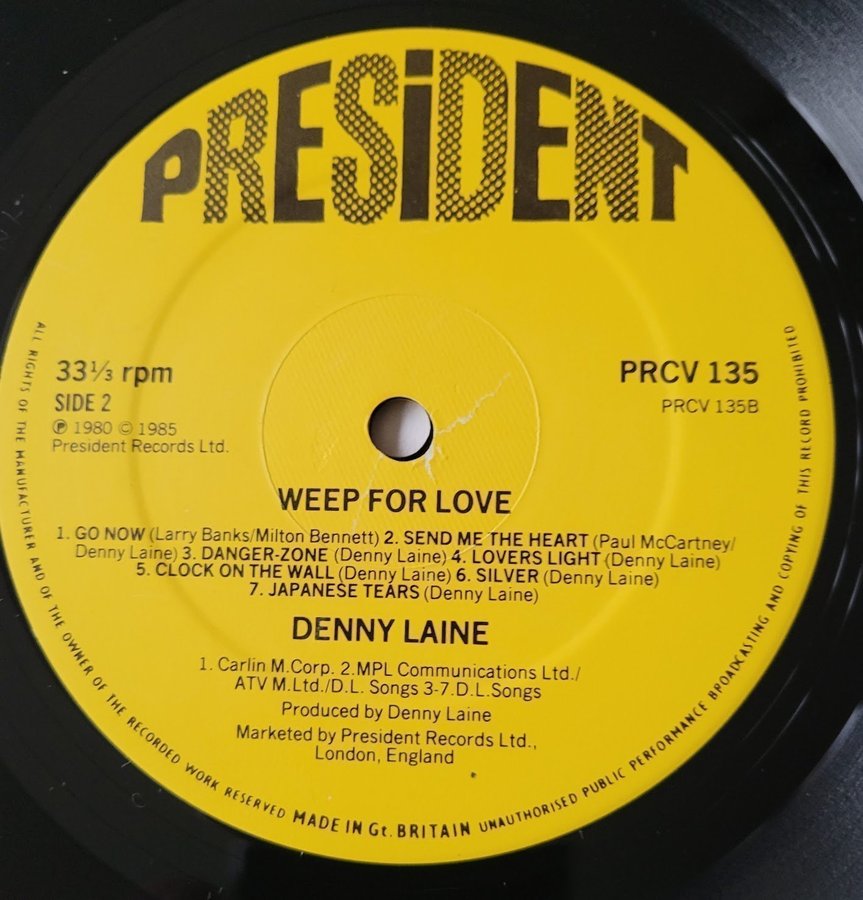 PRESiDENT
33⅓ rpm
SIDE 2
℗ 1980 © 1985
President Records Ltd.
PRCV 135
PRCV 135B
WEEP FOR LOVE
1. GO NOW (Larry Banks/Milton Bennett) 2. SEND ME THE HEART (Paul McCartney/
Denny Laine) 3. DANGER-ZONE (Denny Laine) 4. LOVERS LIGHT (Denny Laine)
5. CLOCK ON THE WALL (Denny Laine) 6. SILVER (Denny Laine)
7. JAPANESE TEARS (Denny Laine)
DENNY LAINE
1. Carlin M.Corp. 2.MPL Communications Ltd./
ATV M.Ltd./D.L. Songs 3-7.D.L.Songs
Produced by Denny Laine
Marketed by President Records Ltd.,
London, England
ALL RIGHTS OF THE MANUFACTURER AND OF THE OWNER OF THE RECORDED WORK RESERVED MADE IN Gt. BRITAIN UNAUTHORISED PUBLIC PERFORMANCE BROADCASTING AND COPYING OF THIS RECORD PROHIBITED